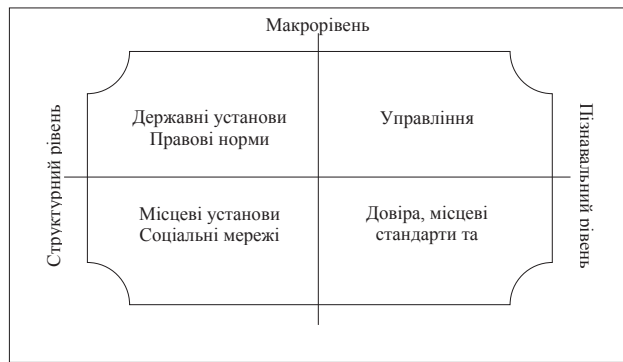 Макрорівень
Структурний рівень
Державні установи
Правові норми
Управління
Місцеві установи
Соціальні мережі
Довіра, місцеві
стандарти та
Пізнавальний рівень